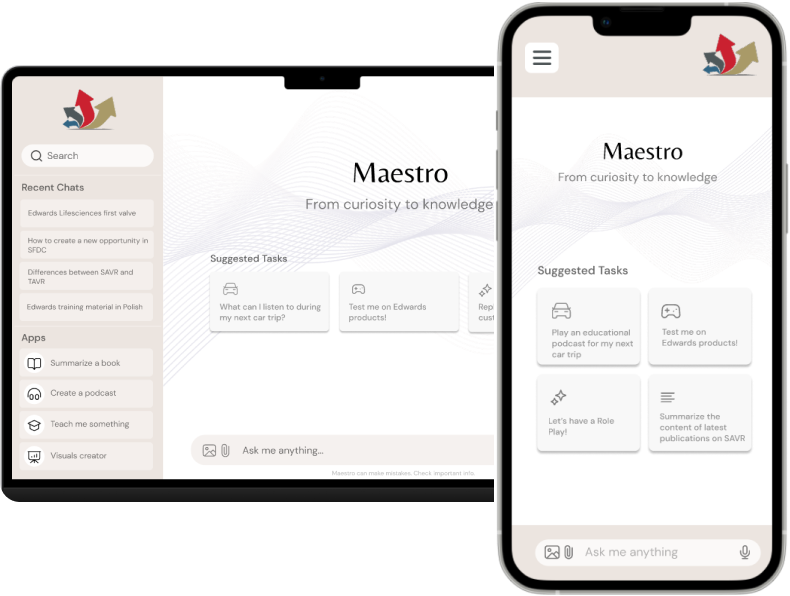 Search
Recent Chats
Edwards Lifesciences first valve
How to create a new opportunity in
SFDC
Differences between SAVR and
TAVR
Edwards training material in Polish
Apps
Summarize a book
Create a podcast
Teach me something
Visuals creator
Maestro
From curiosity to knowledge
Suggested Tasks
What can I listen to during
my next car trip?
Test me on Edwards
products!
Ask me anything...
Maestro can make mistakes. Check important info.
Maestro
From curiosity to knowledge
Suggested Tasks
Play an educational
podcast for my next
car trip
Test me on
Edwards products!
Let's have a Role
Play!
Summarize the
content of latest
publications on SAVR
Ask me anything